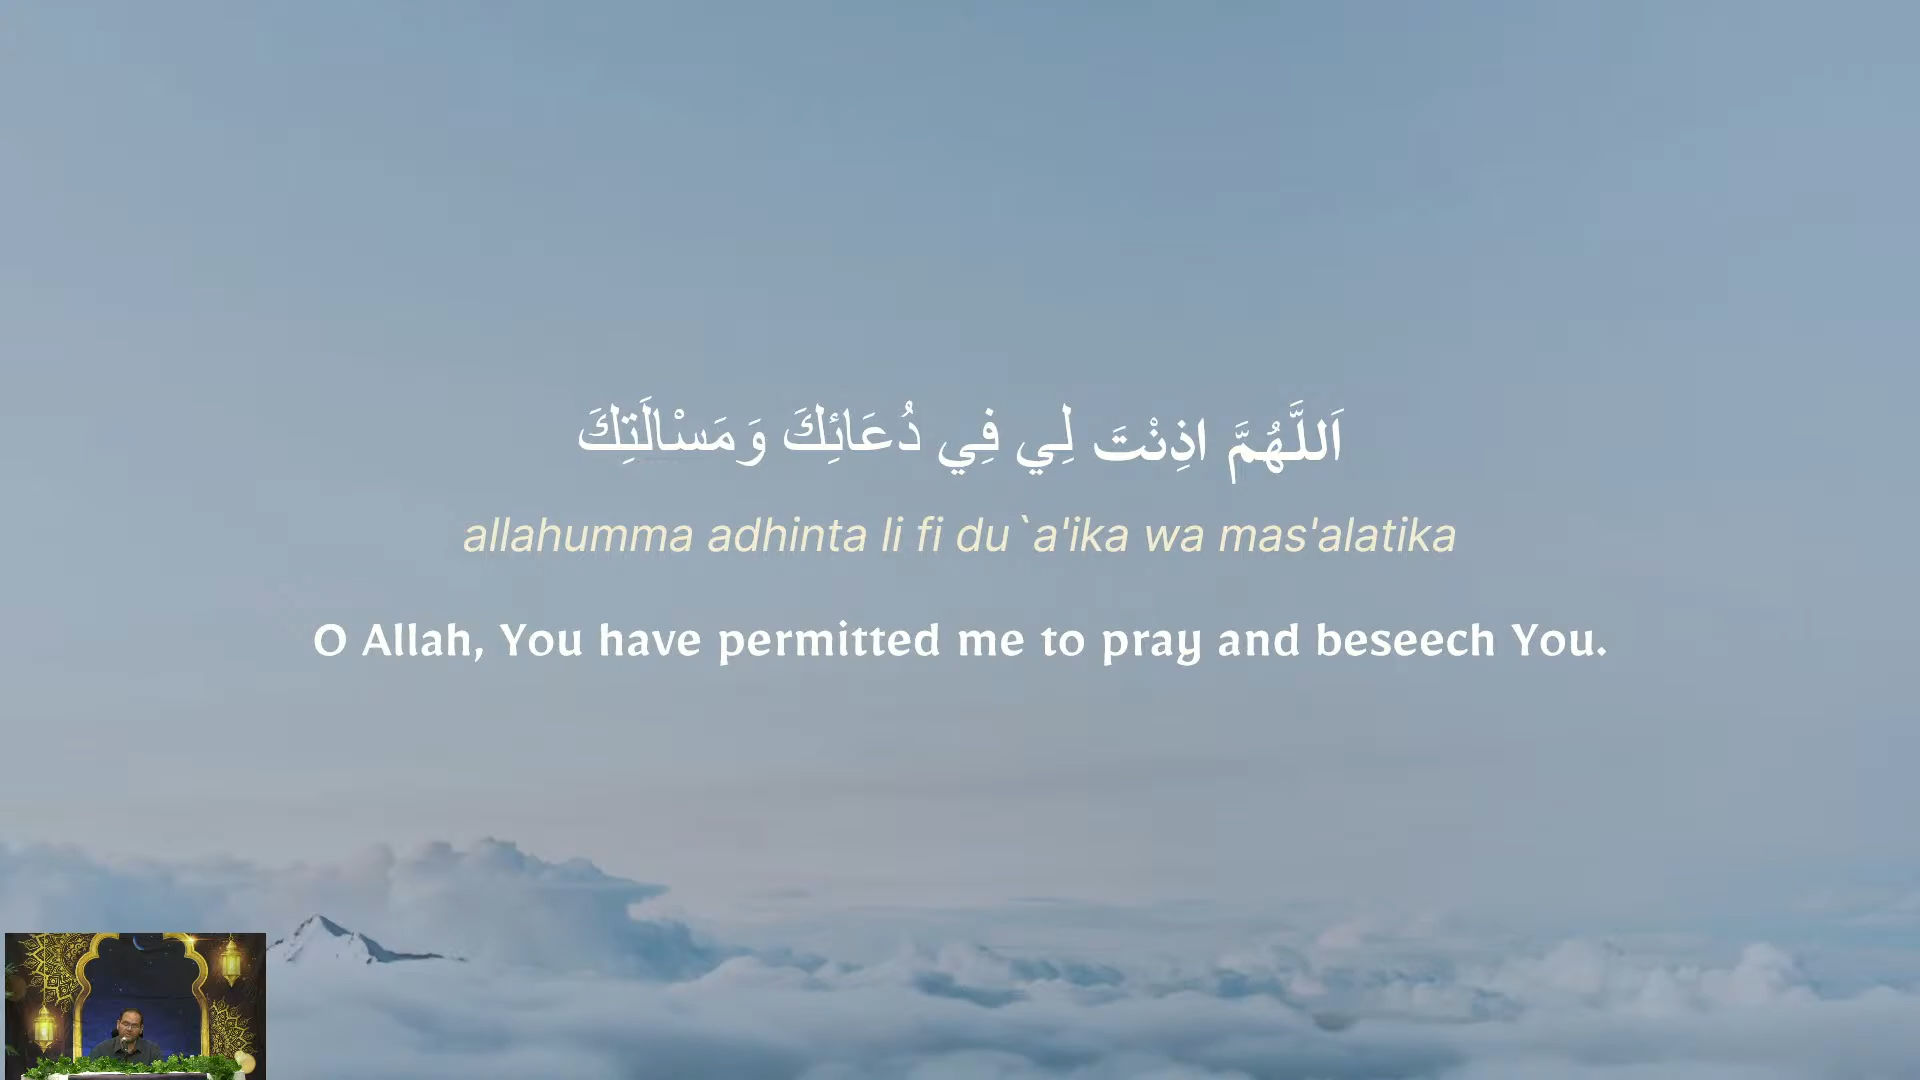 اَللَّهُمَّ اذِنْتَ لِي فِي دُعَائِكَ وَمَسْالَتِكَ
allahumma adhinta li fi du`a'ika wa mas'alatika
O Allah, You have permitted me to pray and beseech You.